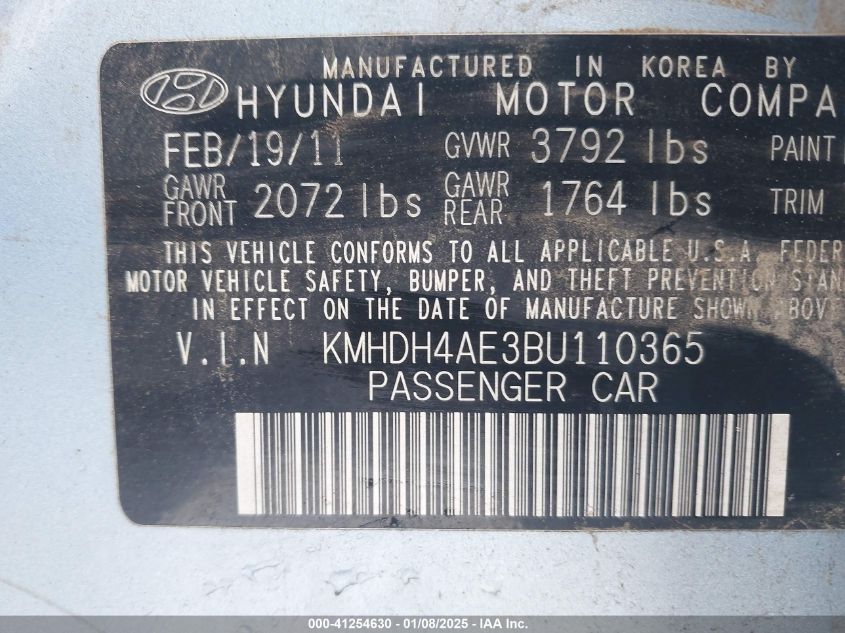 MANUFACTURED IN KOREA BY
HYUNDAI MOTOR COMPA
FEB/19/11 GVWR 3792 lbs PAINT
GAWR FRONT 2072 lbs GAWR REAR 1764 lbs TRIM
THIS VEHICLE CONFORMS TO ALL APPLICABLE U.S.A. FEDER
MOTOR VEHICLE SAFETY, BUMPER, AND THEFT PREVENTION STAN
IN EFFECT ON THE DATE OF MANUFACTURE SHOWN ABOV
V.I.N KMHDH4AE3BU110365
PASSENGER CAR
000-41254630 - 01/08/2025 - IAA Inc.